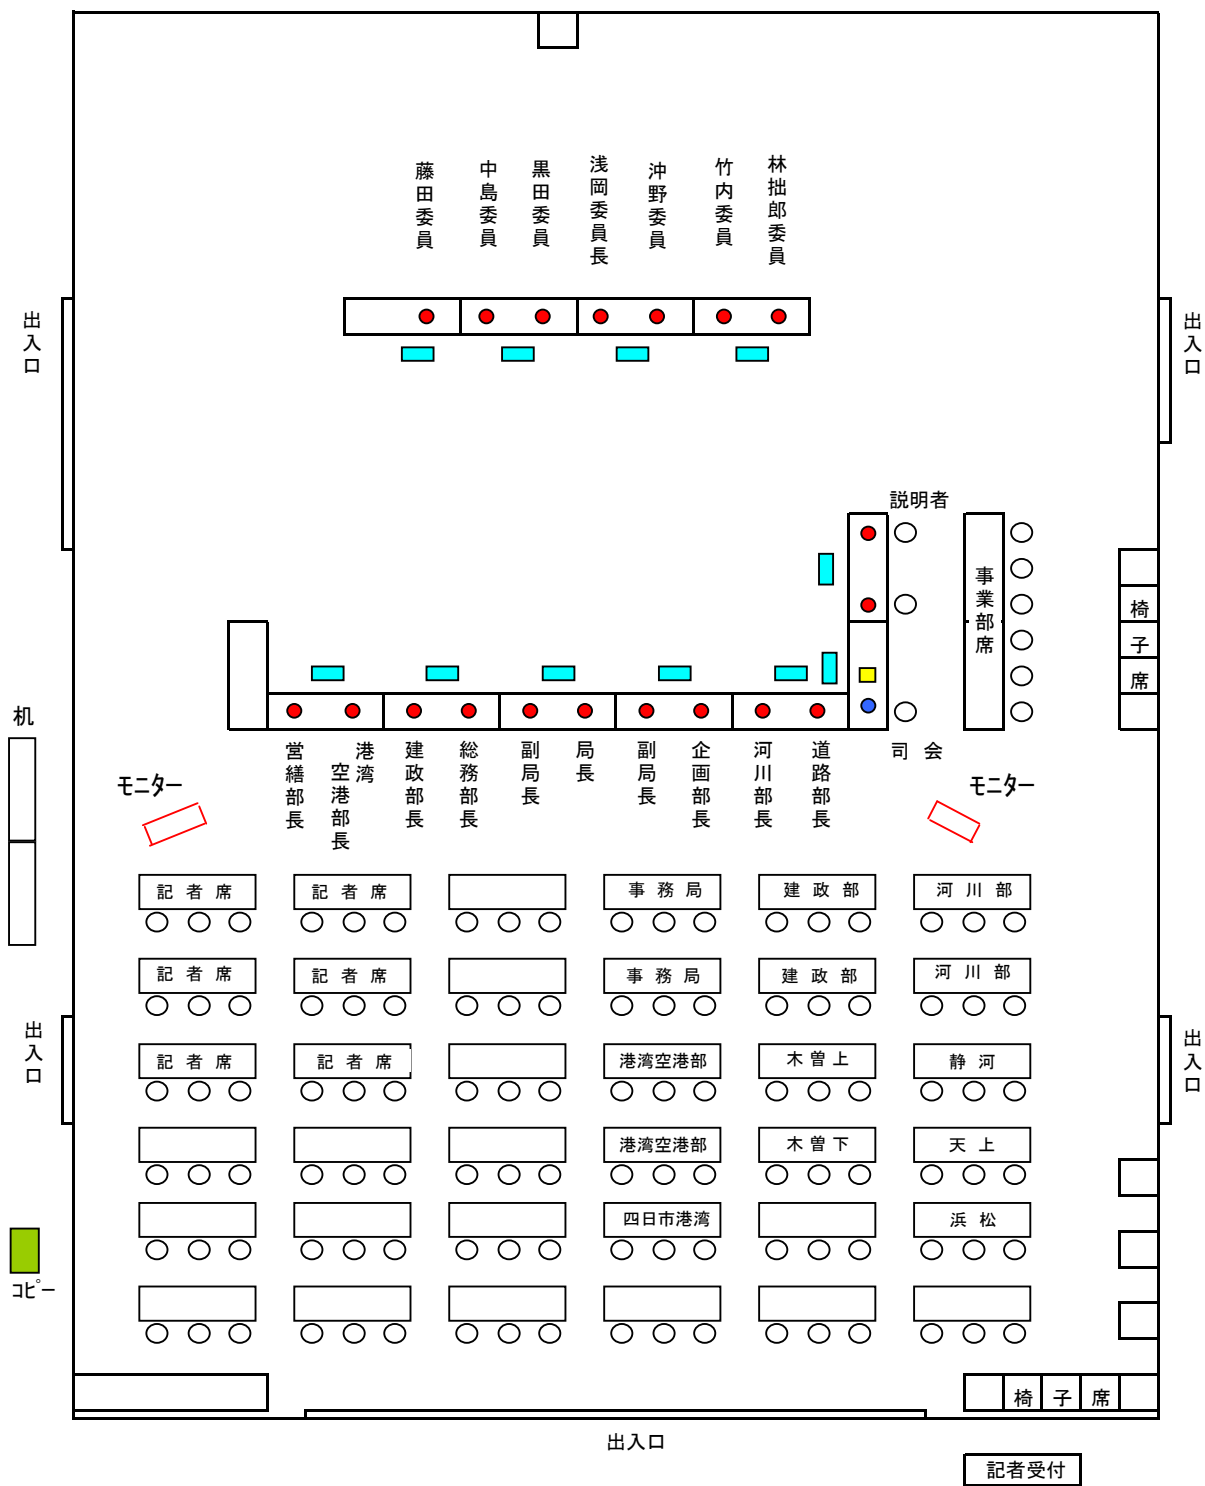 藤田委員
中島委員
黒田委員
浅岡委員長
沖野委員
竹内委員
林拙郎委員
出入口
出入口
説明者
事業部席
椅子席
机
営繕部長
港湾空港部長
建政部長
総務部長
副局長
局長
副局長
企画部長
河川部長
道路部長
司会
モニター
モニター
記者席
記者席
事務局
建政部
河川部
記者席
記者席
事務局
建政部
河川部
出入口
記者席
記者席
港湾空港部
木曽上
静河
出入口
港湾空港部
木曽下
天上
四日市港湾
浜松
コピー
椅子席
出入口
記者受付